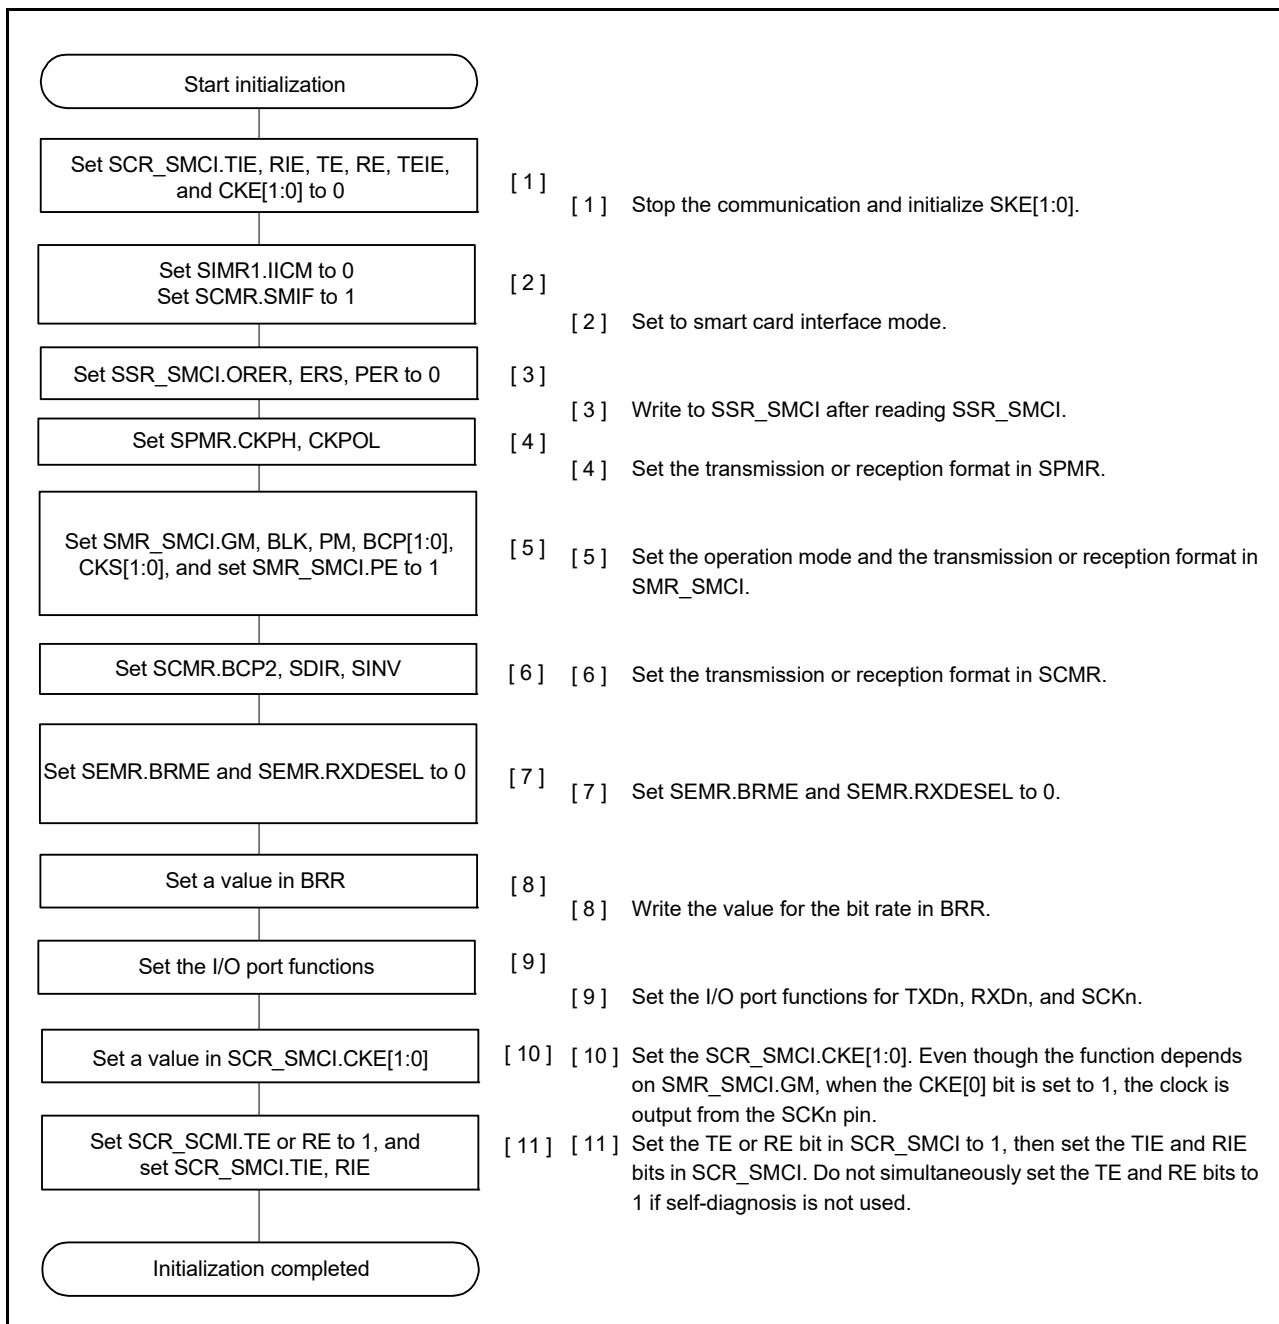 Start initialization
Set SCR_SMCI.TIE, RIE, TE, RE, TEIE,
and CKE[1:0] to 0
[ 1 ]
[ 1 ] Stop the communication and initialize SKE[1:0].
Set SIMR1.IICM to 0
Set SCMR.SMIF to 1
[ 2 ]
[ 2 ] Set to smart card interface mode.
Set SSR_SMCI.ORER, ERS, PER to 0
[ 3 ]
[ 3 ] Write to SSR_SMCI after reading SSR_SMCI.
Set SPMR.CKPH, CKPOL
[ 4 ]
[ 4 ] Set the transmission or reception format in SPMR.
Set SMR_SMCI.GM, BLK, PM, BCP[1:0],
CKS[1:0], and set SMR_SMCI.PE to 1
[ 5 ]
[ 5 ] Set the operation mode and the transmission or reception format in
SMR_SMCI.
Set SCMR.BCP2, SDIR, SINV
[ 6 ]
[ 6 ] Set the transmission or reception format in SCMR.
Set SEMR.BRME and SEMR.RXDESEL to 0
[ 7 ]
[ 7 ] Set SEMR.BRME and SEMR.RXDESEL to 0.
Set a value in BRR
[ 8 ]
[ 8 ] Write the value for the bit rate in BRR.
Set the I/O port functions
[ 9 ]
[ 9 ] Set the I/O port functions for TXDn, RXDn, and SCKn.
Set a value in SCR_SMCI.CKE[1:0]
[ 10 ]
[ 10 ] Set the SCR_SMCI.CKE[1:0]. Even though the function depends
on SMR_SMCI.GM, when the CKE[0] bit is set to 1, the clock is
output from the SCKn pin.
Set SCR_SCMI.TE or RE to 1, and
set SCR_SMCI.TIE, RIE
[ 11 ]
[ 11 ] Set the TE or RE bit in SCR_SMCI to 1, then set the TIE and RIE
bits in SCR_SMCI. Do not simultaneously set the TE and RE bits to
1 if self-diagnosis is not used.
Initialization completed